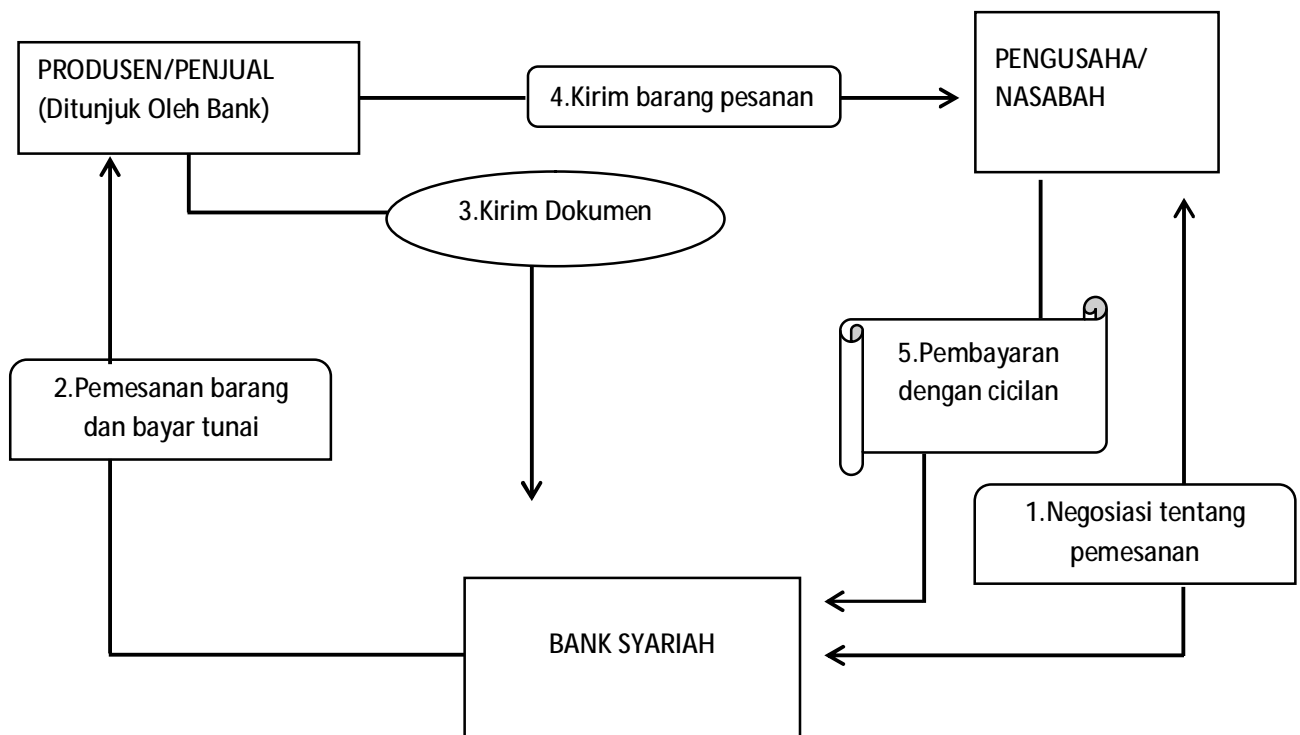 PRODUSEN/PENJUAL
(Ditunjuk Oleh Bank)
4.Kirim barang pesanan
PENGUSAHA/
NASABAH
3.Kirim Dokumen
2.Pemesanan barang
dan bayar tunai
5.Pembayaran
dengan cicilan
1.Negosiasi tentang
pemesanan
BANK SYARIAH